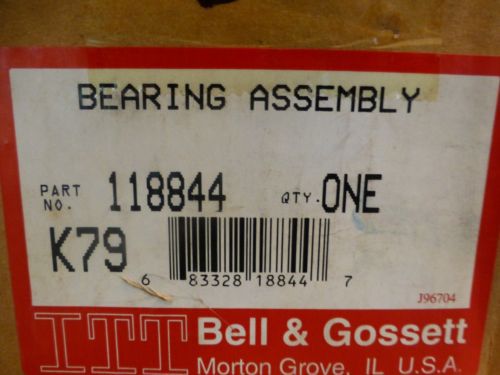 BEARING ASSEMBLY
PART NO. 118844 QTY. ONE
K79
6 83328 18844 7
J96704
ITT Bell & Gossett
Morton Grove, IL U.S.A.